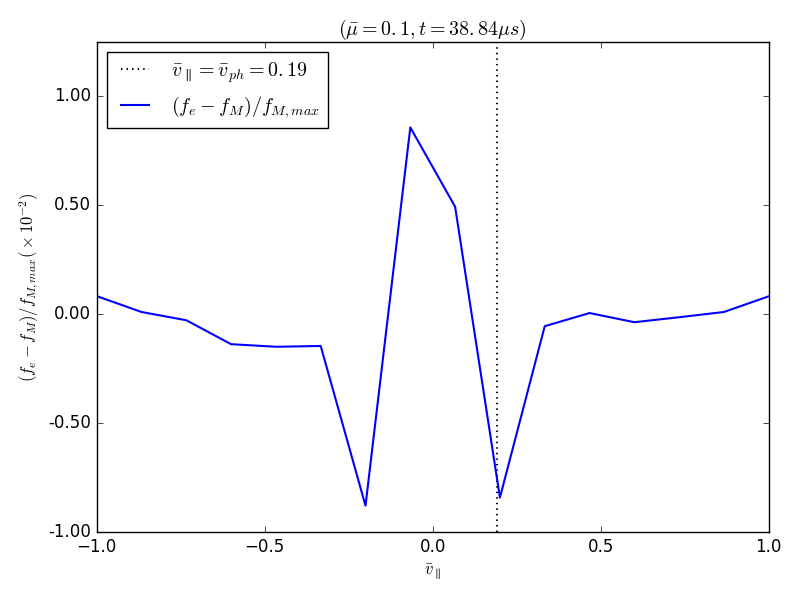 (μ̄ = 0.1, t = 38.84μs)
v̄∥ = v̄ph = 0.19
(fe − fM)/fM,max
(fe − fM)/fM,max(×10⁻²)
1.00
0.50
0.00
-0.50
-1.00
−1.0 −0.5 0.0 0.5 1.0
v̄∥